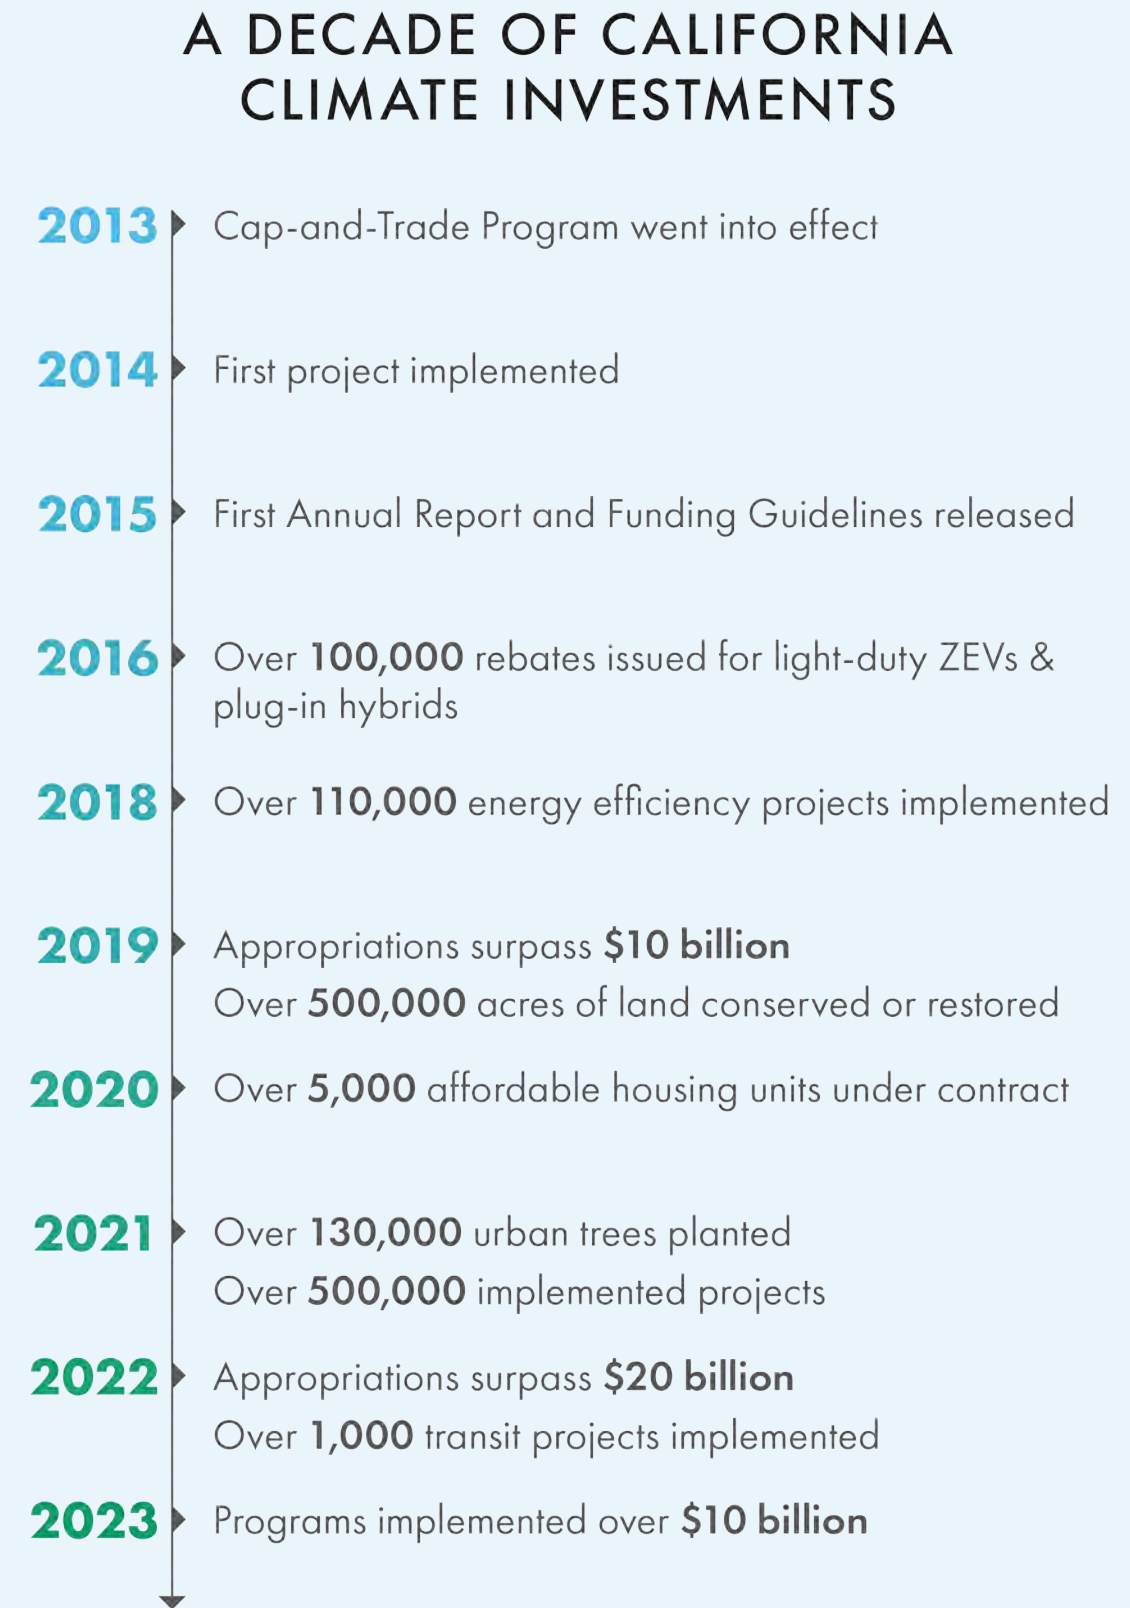 A DECADE OF CALIFORNIA
CLIMATE INVESTMENTS
2013 Cap-and-Trade Program went into effect
2014 First project implemented
2015 First Annual Report and Funding Guidelines released
2016 Over 100,000 rebates issued for light-duty ZEVs &
plug-in hybrids
2018 Over 110,000 energy efficiency projects implemented
2019 Appropriations surpass $10 billion
Over 500,000 acres of land conserved or restored
2020 Over 5,000 affordable housing units under contract
2021 Over 130,000 urban trees planted
Over 500,000 implemented projects
2022 Appropriations surpass $20 billion
Over 1,000 transit projects implemented
2023 Programs implemented over $10 billion